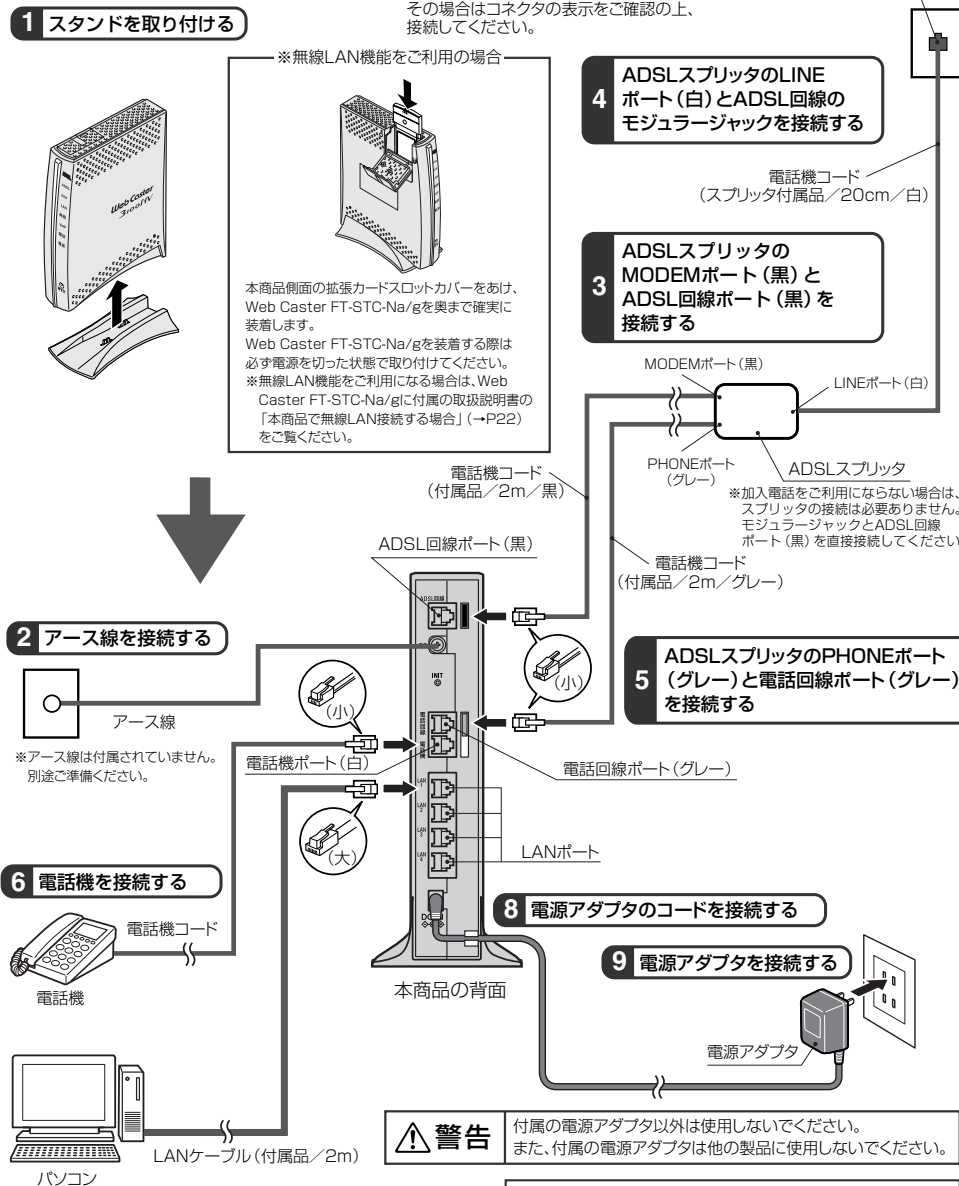 その場合はコネクタの表示をご確認の上、
接続してください。
1 スタンドを取り付ける
Web Caster
3100NV
※無線LAN機能をご利用の場合
本商品側面の拡張カードスロットカバーをあけ、
Web Caster FT-STC-Na/gを奥まで確実に
装着します。
Web Caster FT-STC-Na/gを装着する際は
必ず電源を切った状態で取り付けてください。
※無線LAN機能をご利用になる場合は、Web
Caster FT-STC-Na/gに付属の取扱説明書の
「本商品で無線LAN接続する場合」(→P22)
をご覧ください。
4 ADSLスプリッタのLINE
ポート(白)とADSL回線の
モジュラージャックを接続する
電話機コード
(スプリッタ付属品/20cm/白)
3 ADSLスプリッタの
MODEMポート(黒)と
ADSL回線ポート(黒)を
接続する
MODEMポート(黒)
LINEポート(白)
PHONEポート
(グレー)
ADSLスプリッタ
※加入電話をご利用にならない場合は、
スプリッタの接続は必要ありません。
モジュラージャックとADSL回線
ポート(黒)を直接接続してください
電話機コード
(付属品/2m/黒)
電話機コード
(付属品/2m/グレー)
ADSL回線ポート(黒)
ADSL回線
INIT
2 アース線を接続する
アース線
※アース線は付属されていません。
別途ご準備ください。
(小)
(小)
5 ADSLスプリッタのPHONEポート
(グレー)と電話回線ポート(グレー)
を接続する
電話回線
電話機
電話機ポート(白)
電話回線ポート(グレー)
LAN
1
LAN
2
LAN
3
LAN
4
(大)
LANポート
6 電話機を接続する
電話機コード
電話機
8 電源アダプタのコードを接続する
9 電源アダプタを接続する
本商品の背面
電源アダプタ
LANケーブル(付属品/2m)
パソコン
警告
付属の電源アダプタ以外は使用しないでください。
また、付属の電源アダプタは他の製品に使用しないでください。